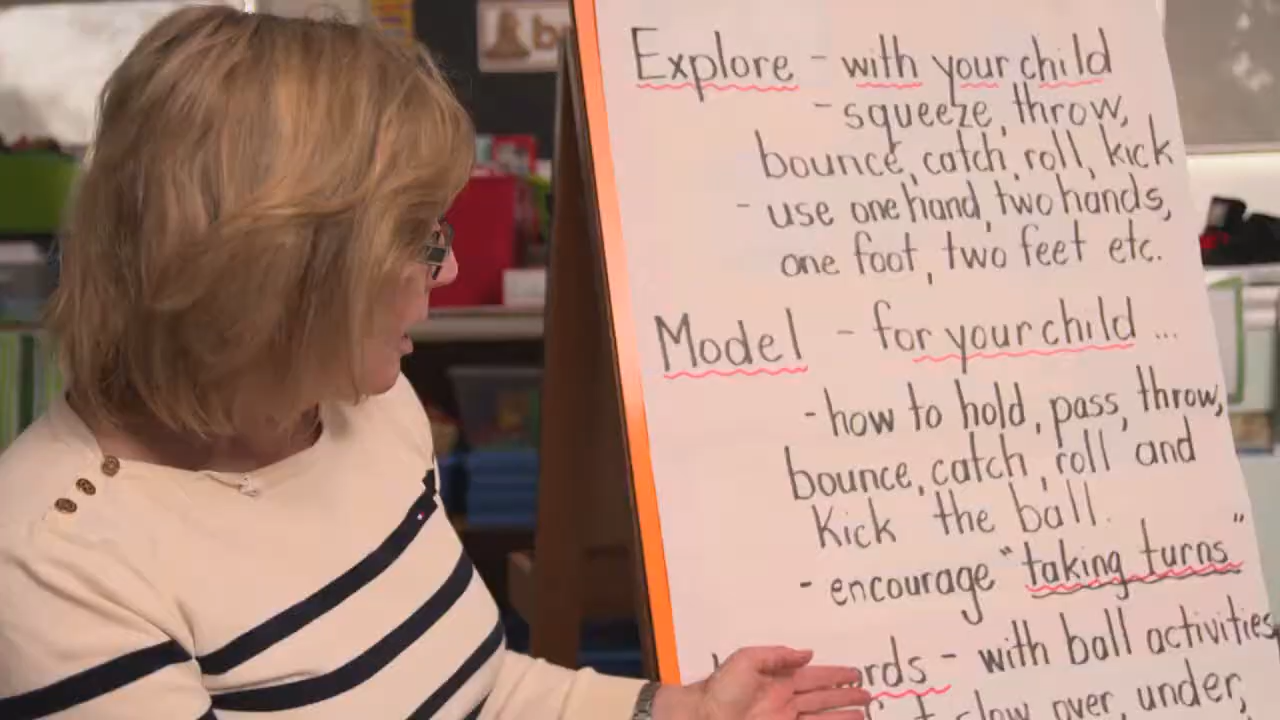 Explore - with your child
- squeeze, throw,
bounce, catch, roll, kick
- use one hand, two hands,
one foot, two feet etc.
Model - for your child ...
- how to hold, pass, throw,
bounce, catch, roll and
Kick the ball.
- encourage "taking turns"
- with ball activities
slow, over, under,